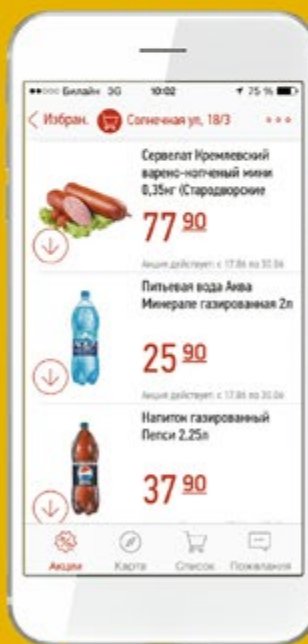 Билайн 3G 10:02 75 %
Избран. Солнечная ул, 18/3
Сервелат Кремлевский
варено-копченый мини
0,35кг (Стародворские
77 90
Акция действует: с 17.06 по 30.06
Питьевая вода Аква
Минерале газированная 2л
25 90
Акция действует: с 17.06 по 30.06
Напиток газированный
Пепси 2.25л
37 90
Акции Карта Список Пожелания